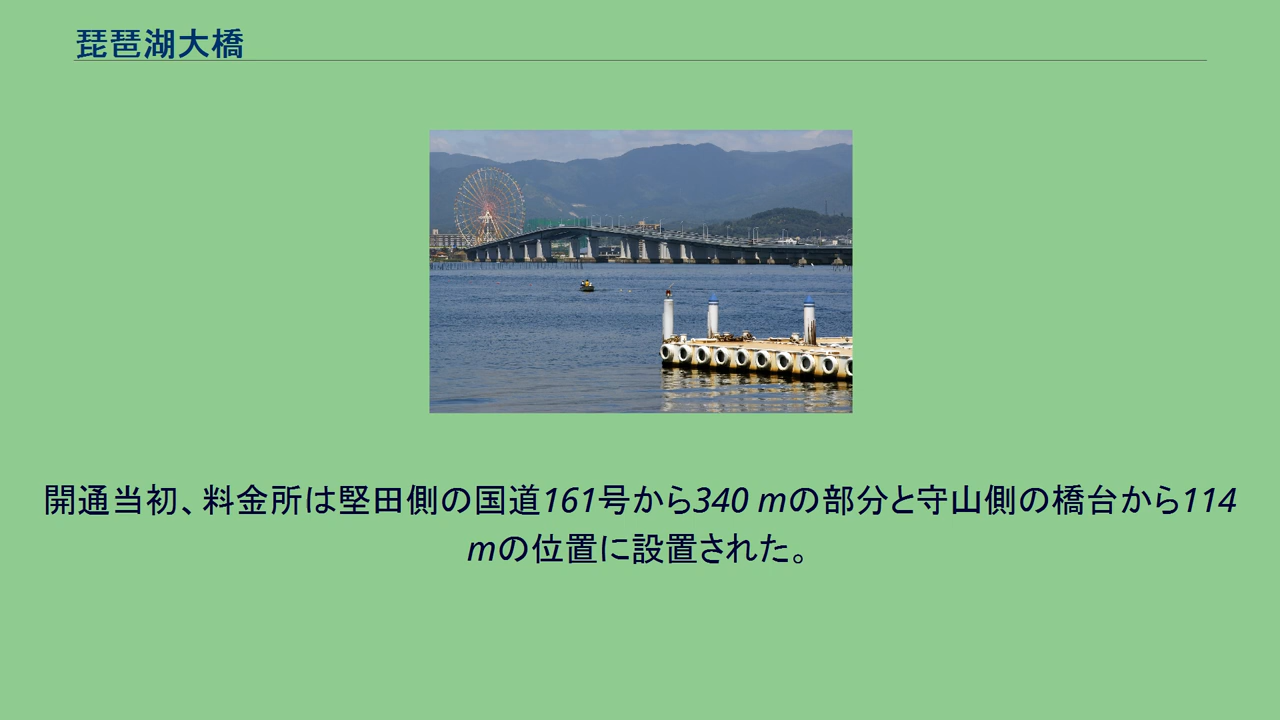 琵琶湖大橋
開通当初、料金所は堅田側の国道161号から340 mの部分と守山側の橋台から114
mの位置に設置された。